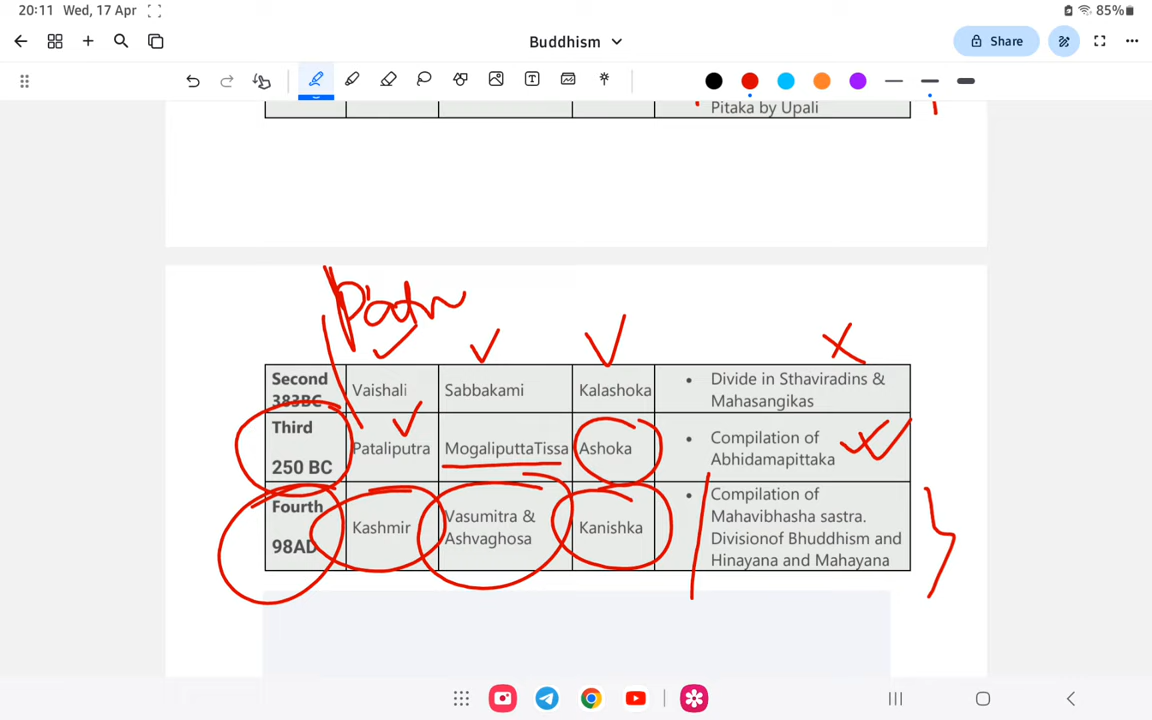 20:11 Wed, 17 Apr 85%
Buddhism
Share
Pitaka by Upali
Patn
Second
383BC
Vaishali
Sabbakami
Kalashoka
• Divide in Sthaviradins &
Mahasangikas
Third
250 BC
Pataliputra
MogaliputtaTissa
Ashoka
• Compilation of
Abhidamapittaka
Fourth
98AD
Kashmir
Vasumitra &
Ashvaghosa
Kanishka
• Compilation of
Mahavibhasha sastra.
Divisionof Bhuddhism and
Hinayana and Mahayana